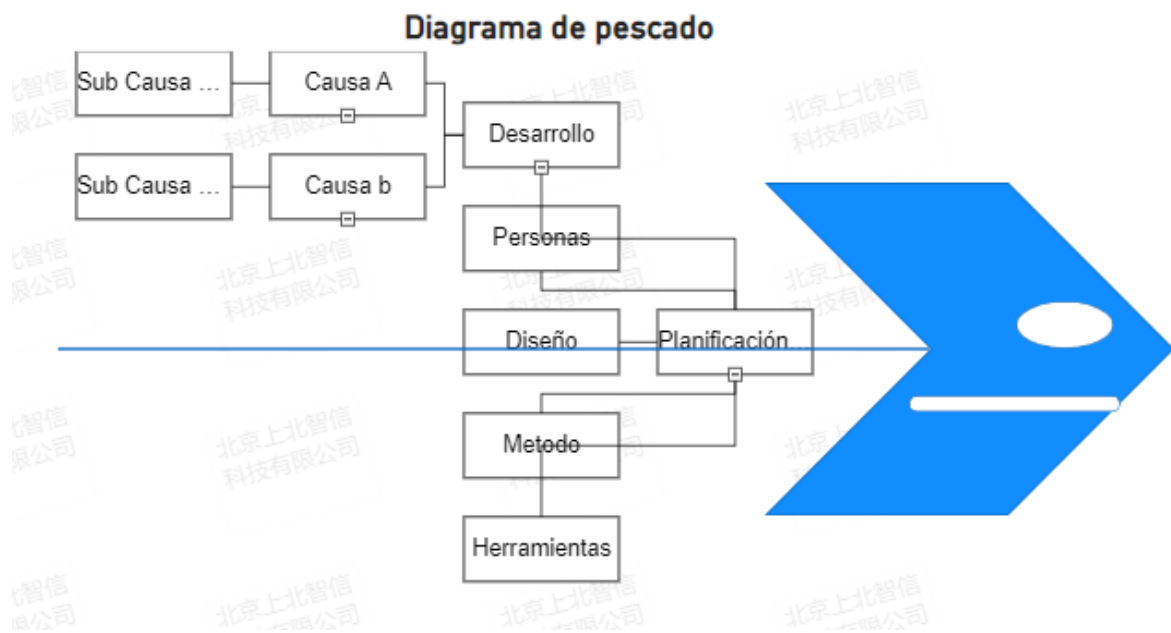 Diagrama de pescado
Sub Causa ...
Causa A
Desarrollo
Sub Causa ...
Causa b
Personas
Diseño
Planificación...
Metodo
Herramientas
北京上北智信
科技有限公司